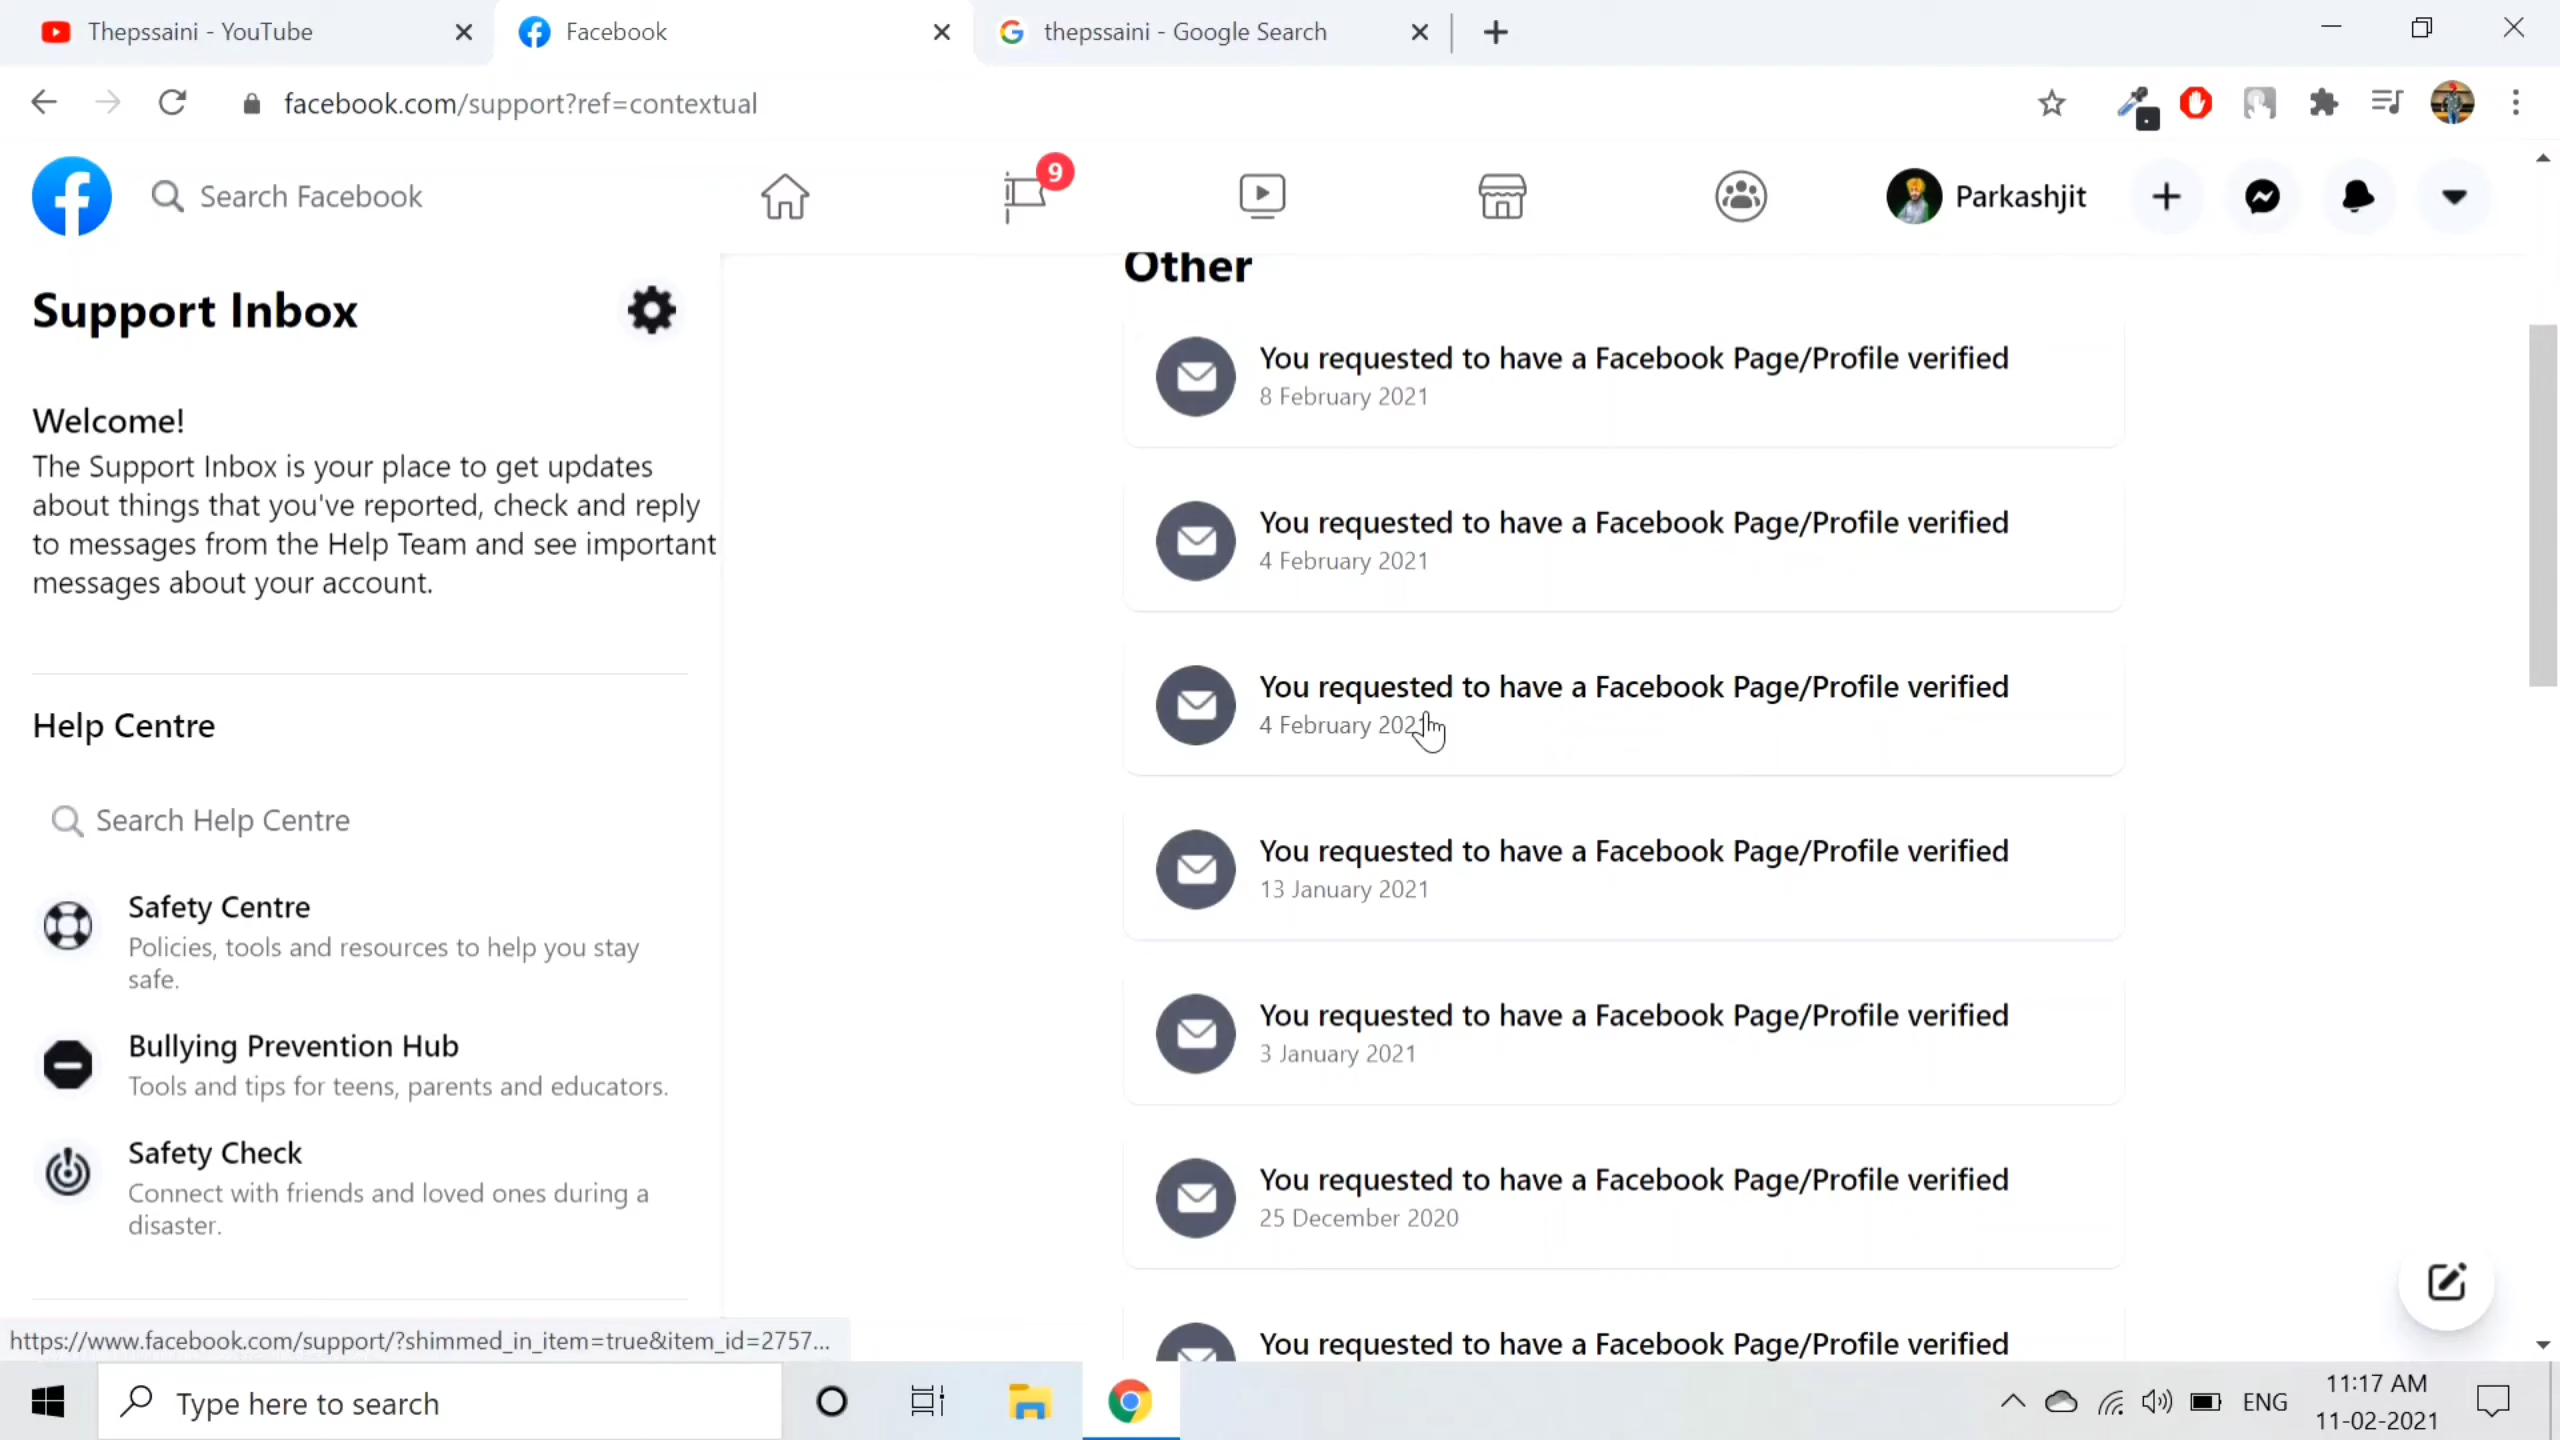 Thepssaini - YouTube
Facebook
thepssaini - Google Search
facebook.com/support?ref=contextual
Search Facebook
9
Parkashjit
Support Inbox
Welcome!
The Support Inbox is your place to get updates
about things that you've reported, check and reply
to messages from the Help Team and see important
messages about your account.
Help Centre
Search Help Centre
Safety Centre
Policies, tools and resources to help you stay
safe.
Bullying Prevention Hub
Tools and tips for teens, parents and educators.
Safety Check
Connect with friends and loved ones during a
disaster.
Other
You requested to have a Facebook Page/Profile verified
8 February 2021
You requested to have a Facebook Page/Profile verified
4 February 2021
You requested to have a Facebook Page/Profile verified
4 February 2021
You requested to have a Facebook Page/Profile verified
13 January 2021
You requested to have a Facebook Page/Profile verified
3 January 2021
You requested to have a Facebook Page/Profile verified
25 December 2020
You requested to have a Facebook Page/Profile verified
https://www.facebook.com/support/?shimmed_in_item=true&item_id=2757...
Type here to search
ENG
11:17 AM
11-02-2021